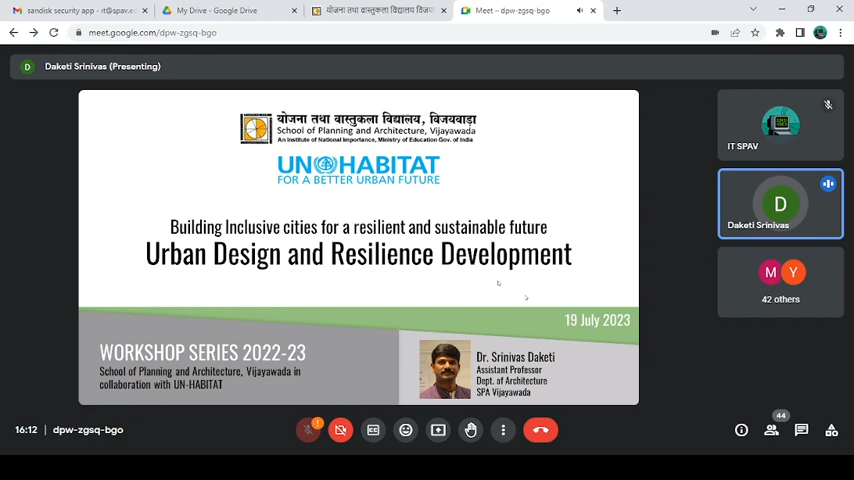 sandisk security app - it@spav.ec
My Drive - Google Drive
योजना तथा वास्तुकला विद्यालय विजय
Meet – dpw-zgsq-bgo
meet.google.com/dpw-zgsq-bgo
D
Daketi Srinivas (Presenting)
योजना तथा वास्तुकला विद्यालय, विजयवाड़ा
School of Planning and Architecture, Vijayawada
An Institute of National Importance, Ministry of Education Gov. of India
UN HABITAT
FOR A BETTER URBAN FUTURE
Building Inclusive cities for a resilient and sustainable future
Urban Design and Resilience Development
19 July 2023
WORKSHOP SERIES 2022-23
School of Planning and Architecture, Vijayawada in
collaboration with UN-HABITAT
Dr. Srinivas Daketi
Assistant Professor
Dept. of Architecture
SPA Vijayawada
IT SPAV
D
Daketi Srinivas
M Y
42 others
16:12 | dpw-zgsq-bgo
44